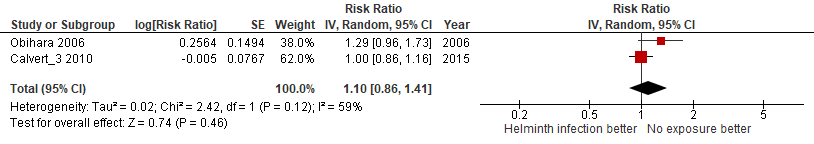 Risk Ratio Risk Ratio
Study or Subgroup log[Risk Ratio] SE Weight IV, Random, 95% CI Year IV, Random, 95% CI
Obihara 2006 0.2564 0.1494 38.0% 1.29 [0.96, 1.73] 2006
Calvert_3 2010 -0.005 0.0767 62.0% 1.00 [0.86, 1.16] 2015
Total (95% CI) 100.0% 1.10 [0.86, 1.41]
Heterogeneity: Tau² = 0.02; Chi² = 2.42, df = 1 (P = 0.12); I² = 59%
Test for overall effect: Z = 0.74 (P = 0.46)
0.2 0.5 1 2 5
Helminth infection better No exposure better